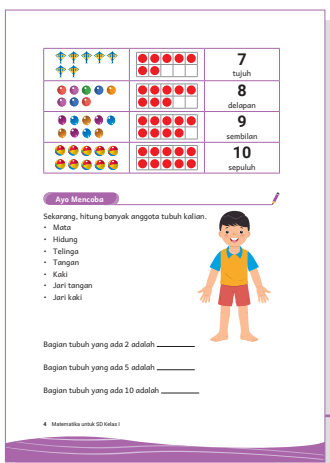 7
tujuh
8
delapan
9
sembilan
10
sepuluh
Ayo Mencoba
Sekarang, hitung banyak anggota tubuh kalian.
• Mata
• Hidung
• Telinga
• Tangan
• Kaki
• Jari tangan
• Jari kaki
Bagian tubuh yang ada 2 adalah
Bagian tubuh yang ada 5 adalah
Bagian tubuh yang ada 10 adalah
4 Matematika untuk SD Kelas I